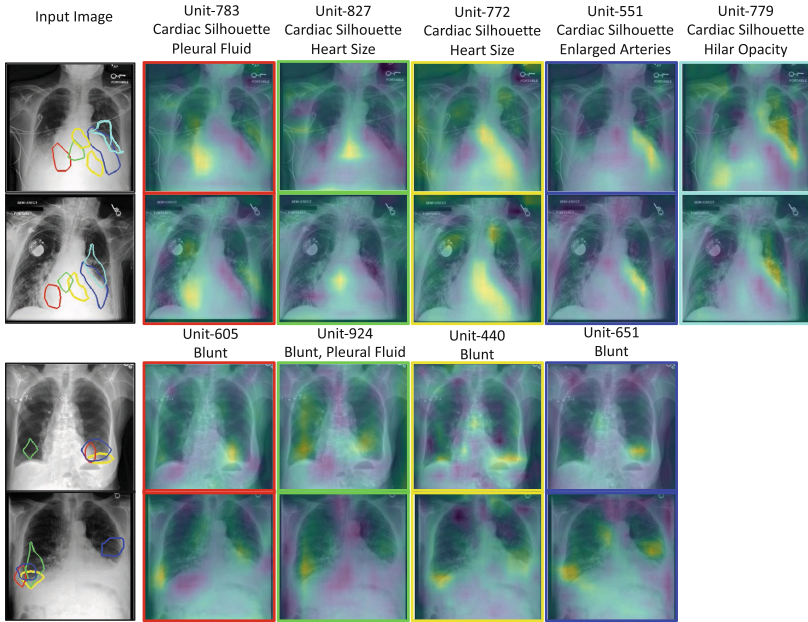 Input Image
Unit-783
Cardiac Silhouette
Pleural Fluid
Unit-827
Cardiac Silhouette
Heart Size
Unit-772
Cardiac Silhouette
Heart Size
Unit-551
Cardiac Silhouette
Enlarged Arteries
Unit-779
Cardiac Silhouette
Hilar Opacity
Unit-605
Blunt
Unit-924
Blunt, Pleural Fluid
Unit-440
Blunt
Unit-651
Blunt